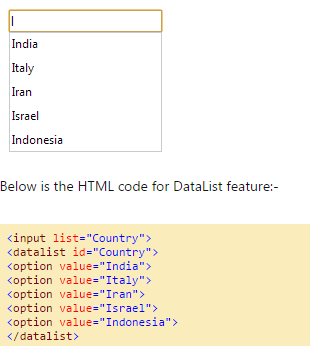 India
Italy
Iran
Israel
Indonesia
Below is the HTML code for DataList feature:-
<input list="Country">
<datalist id="Country">
<option value="India">
<option value="Italy">
<option value="Iran">
<option value="Israel">
<option value="Indonesia">
</datalist>